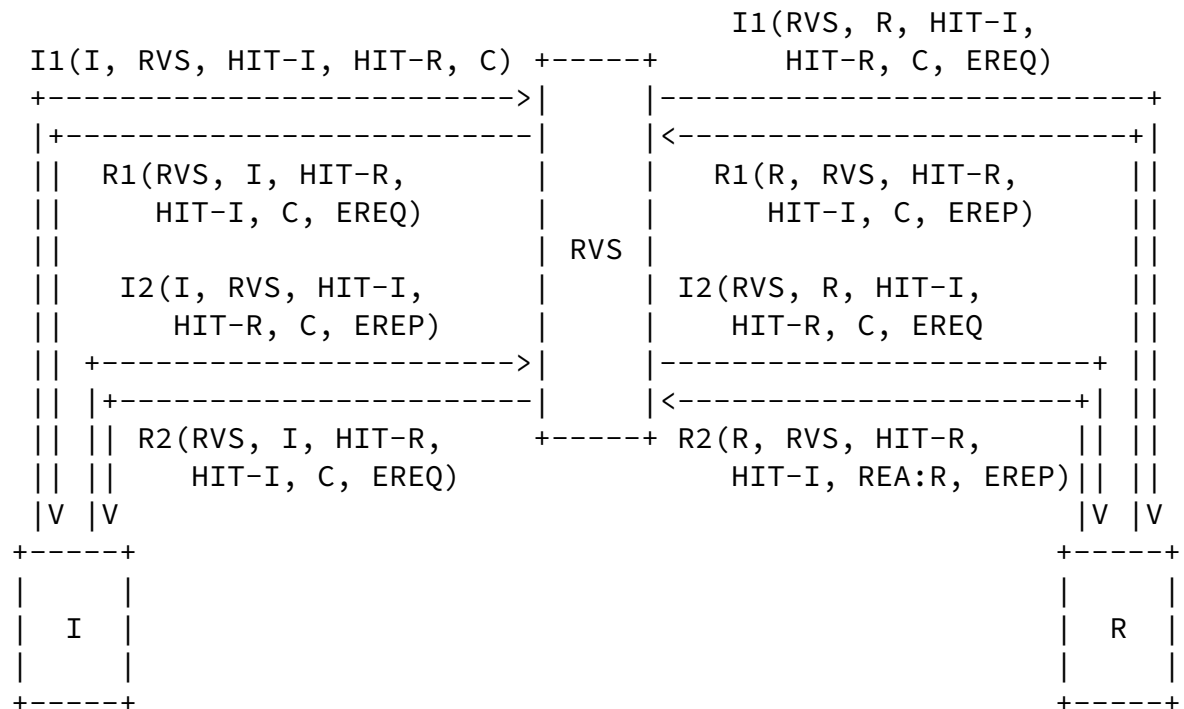 I1(RVS, R, HIT-I,
I1(I, RVS, HIT-I, HIT-R, C)
HIT-R, C, EREQ)
R1(RVS, I, HIT-R,
HIT-I, C, EREQ)
R1(R, RVS, HIT-R,
HIT-I, C, EREP)
RVS
I2(I, RVS, HIT-I,
HIT-R, C, EREP)
I2(RVS, R, HIT-I,
HIT-R, C, EREQ
R2(RVS, I, HIT-R,
HIT-I, C, EREQ)
R2(R, RVS, HIT-R,
HIT-I, REA:R, EREP)
V
V
V
V
I
R